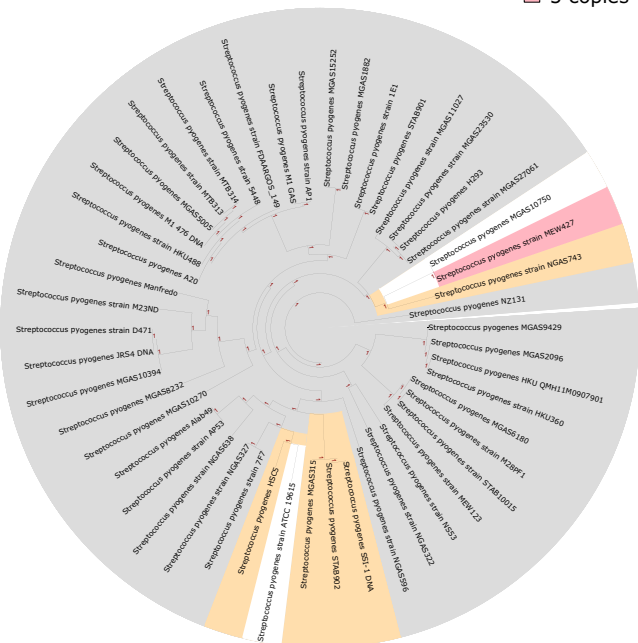 3 copies
Streptococcus pyogenes MGAS15252
Streptococcus pyogenes MGAS1882
Streptococcus pyogenes strain 1E1
Streptococcus pyogenes STAB901
Streptococcus pyogenes strain MGAS11027
Streptococcus pyogenes strain MGAS23530
Streptococcus pyogenes H293
Streptococcus pyogenes strain MGAS27061
Streptococcus pyogenes MGAS10750
Streptococcus pyogenes strain MEW427
Streptococcus pyogenes strain NGAS743
Streptococcus pyogenes NZ131
Streptococcus pyogenes MGAS9429
Streptococcus pyogenes MGAS2096
Streptococcus pyogenes HKU QMH11M0907901
Streptococcus pyogenes strain HKU360
Streptococcus pyogenes MGAS6180
Streptococcus pyogenes M28PF1
Streptococcus pyogenes strain STAB10015
Streptococcus pyogenes strain MEW123
Streptococcus pyogenes strain NS53
Streptococcus pyogenes strain NGAS322
Streptococcus pyogenes strain NGAS596
Streptococcus pyogenes SSI-1 DNA
Streptococcus pyogenes STAB902
Streptococcus pyogenes MGAS315
Streptococcus pyogenes strain ATCC 19615
Streptococcus pyogenes HSC5
Streptococcus pyogenes strain 7F7
Streptococcus pyogenes strain NGAS327
Streptococcus pyogenes strain NGAS638
Streptococcus pyogenes strain AP53
Streptococcus pyogenes Alab49
Streptococcus pyogenes MGAS10270
Streptococcus pyogenes MGAS8232
Streptococcus pyogenes MGAS10394
Streptococcus pyogenes JRS4 DNA
Streptococcus pyogenes strain D471
Streptococcus pyogenes strain M23ND
Streptococcus pyogenes Manfredo
Streptococcus pyogenes A20
Streptococcus pyogenes strain HKU488
Streptococcus pyogenes M1 476 DNA
Streptococcus pyogenes MGAS5005
Streptococcus pyogenes strain MTB313
Streptococcus pyogenes strain MTB314
Streptococcus pyogenes strain 5448
Streptococcus pyogenes strain FDAARGOS_149
Streptococcus pyogenes M1 GAS
Streptococcus pyogenes strain AP1